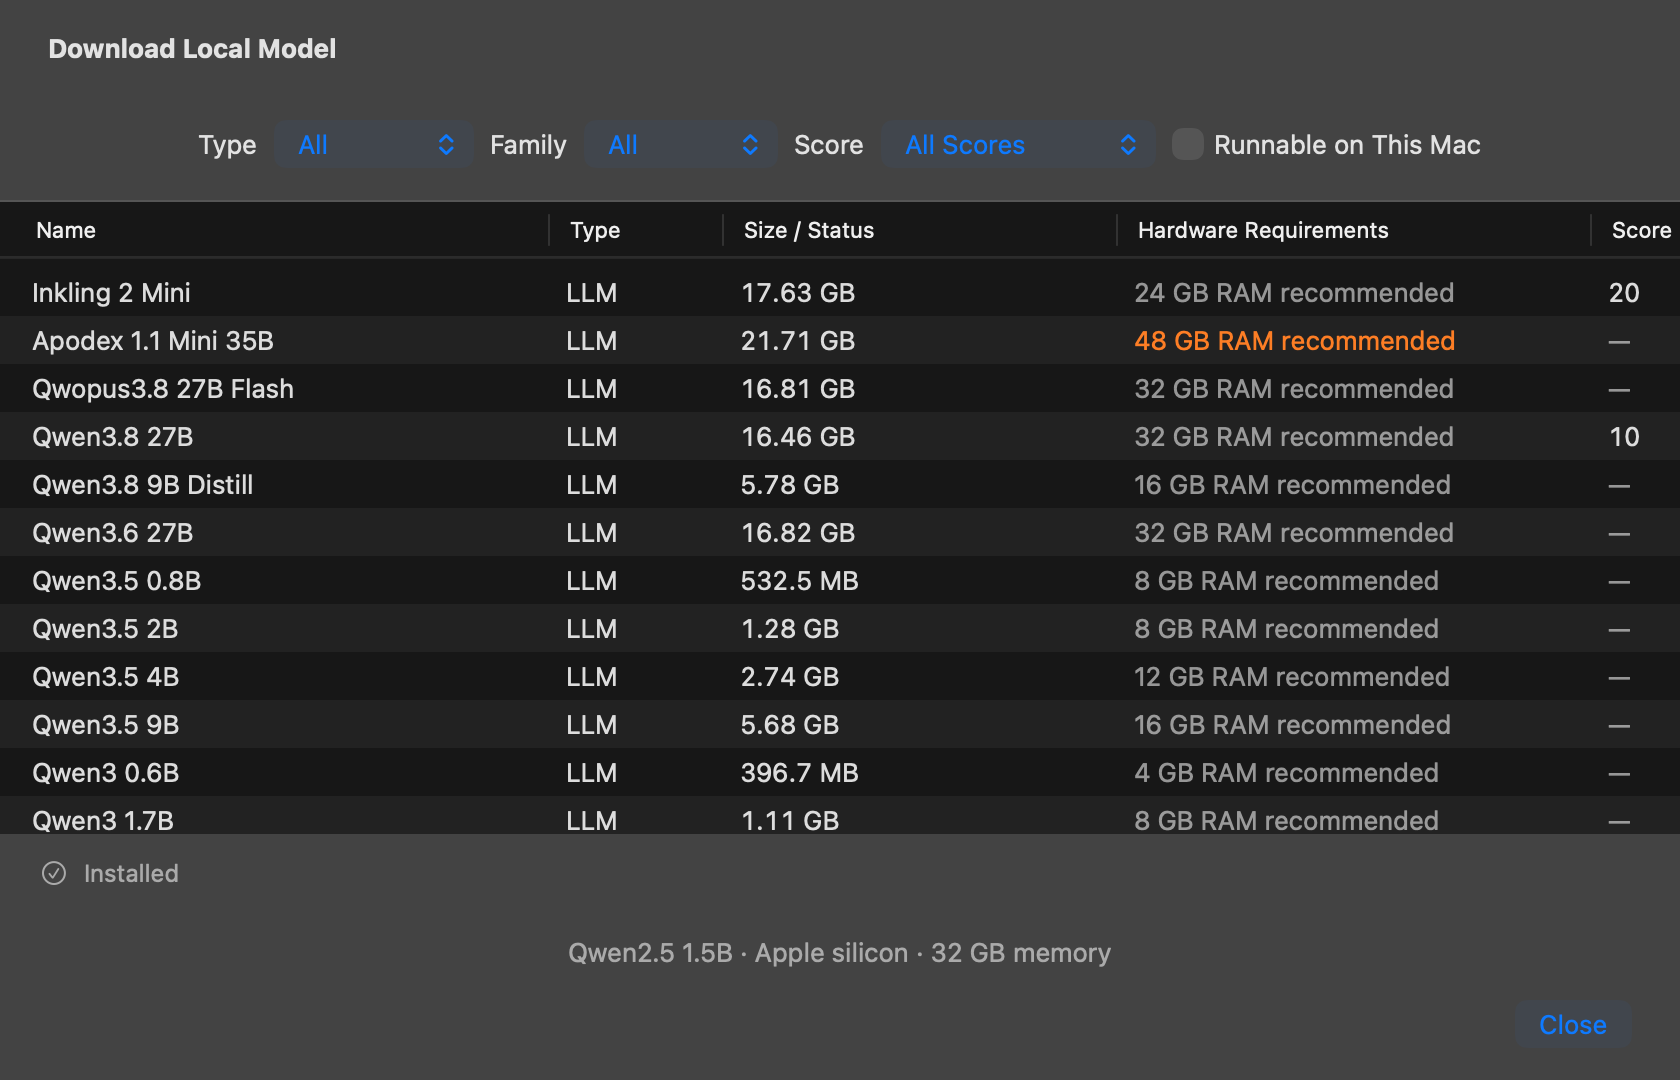 Download Local Model
Type All Family All Score All Scores Runnable on This Mac
Name Type Size / Status Hardware Requirements Score
Inkling 2 Mini LLM 17.63 GB 24 GB RAM recommended 20
Apodex 1.1 Mini 35B LLM 21.71 GB 48 GB RAM recommended —
Qwopus3.8 27B Flash LLM 16.81 GB 32 GB RAM recommended —
Qwen3.8 27B LLM 16.46 GB 32 GB RAM recommended 10
Qwen3.8 9B Distill LLM 5.78 GB 16 GB RAM recommended —
Qwen3.6 27B LLM 16.82 GB 32 GB RAM recommended —
Qwen3.5 0.8B LLM 532.5 MB 8 GB RAM recommended —
Qwen3.5 2B LLM 1.28 GB 8 GB RAM recommended —
Qwen3.5 4B LLM 2.74 GB 12 GB RAM recommended —
Qwen3.5 9B LLM 5.68 GB 16 GB RAM recommended —
Qwen3 0.6B LLM 396.7 MB 4 GB RAM recommended —
Qwen3 1.7B LLM 1.11 GB 8 GB RAM recommended —
Installed
Qwen2.5 1.5B · Apple silicon · 32 GB memory
Close